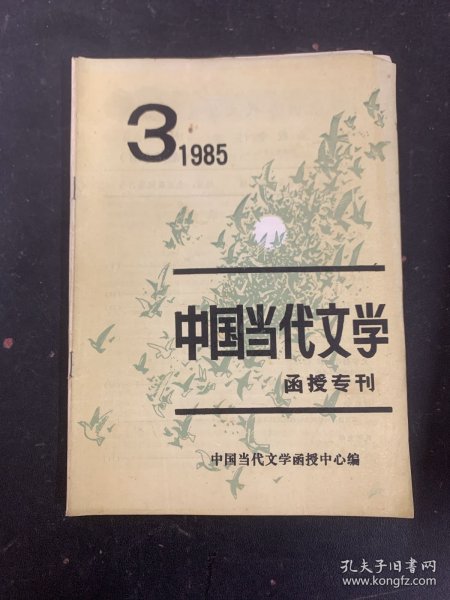 3
1985
中国当代文学
函授专刊
中国当代文学函授中心编
孔夫子旧书网
www.kongfz.com